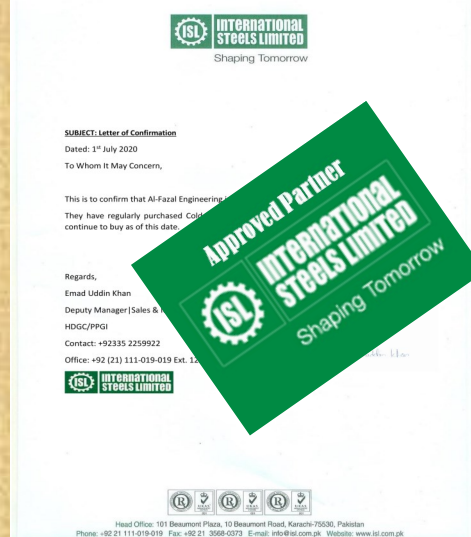 ISL INTERNATIONAL
STEELS LIMITED
Shaping Tomorrow
SUBJECT: Letter of Confirmation
Dated: 1st July 2020
To Whom It May Concern,
This is to confirm that Al-Fazal Engineering
They have regularly purchased Cold
continue to buy as of this date.
Approved Partner
ISL INTERNATIONAL
STEELS LIMITED
Shaping Tomorrow
Regards,
Emad Uddin Khan
Deputy Manager|Sales &
HDGC/PPGI
Contact: +92335 2259922
Office: +92 (21) 111-019-019 Ext. 12
ISL INTERNATIONAL
STEELS LIMITED
Head Office: 101 Beaumont Plaza, 10 Beaumont Road, Karachi-75530, Pakistan
Phone: +92 21 111-019-019 Fax: +92 21 3568-0373 E-mail: info@isl.com.pk Website: www.isl.com.pk